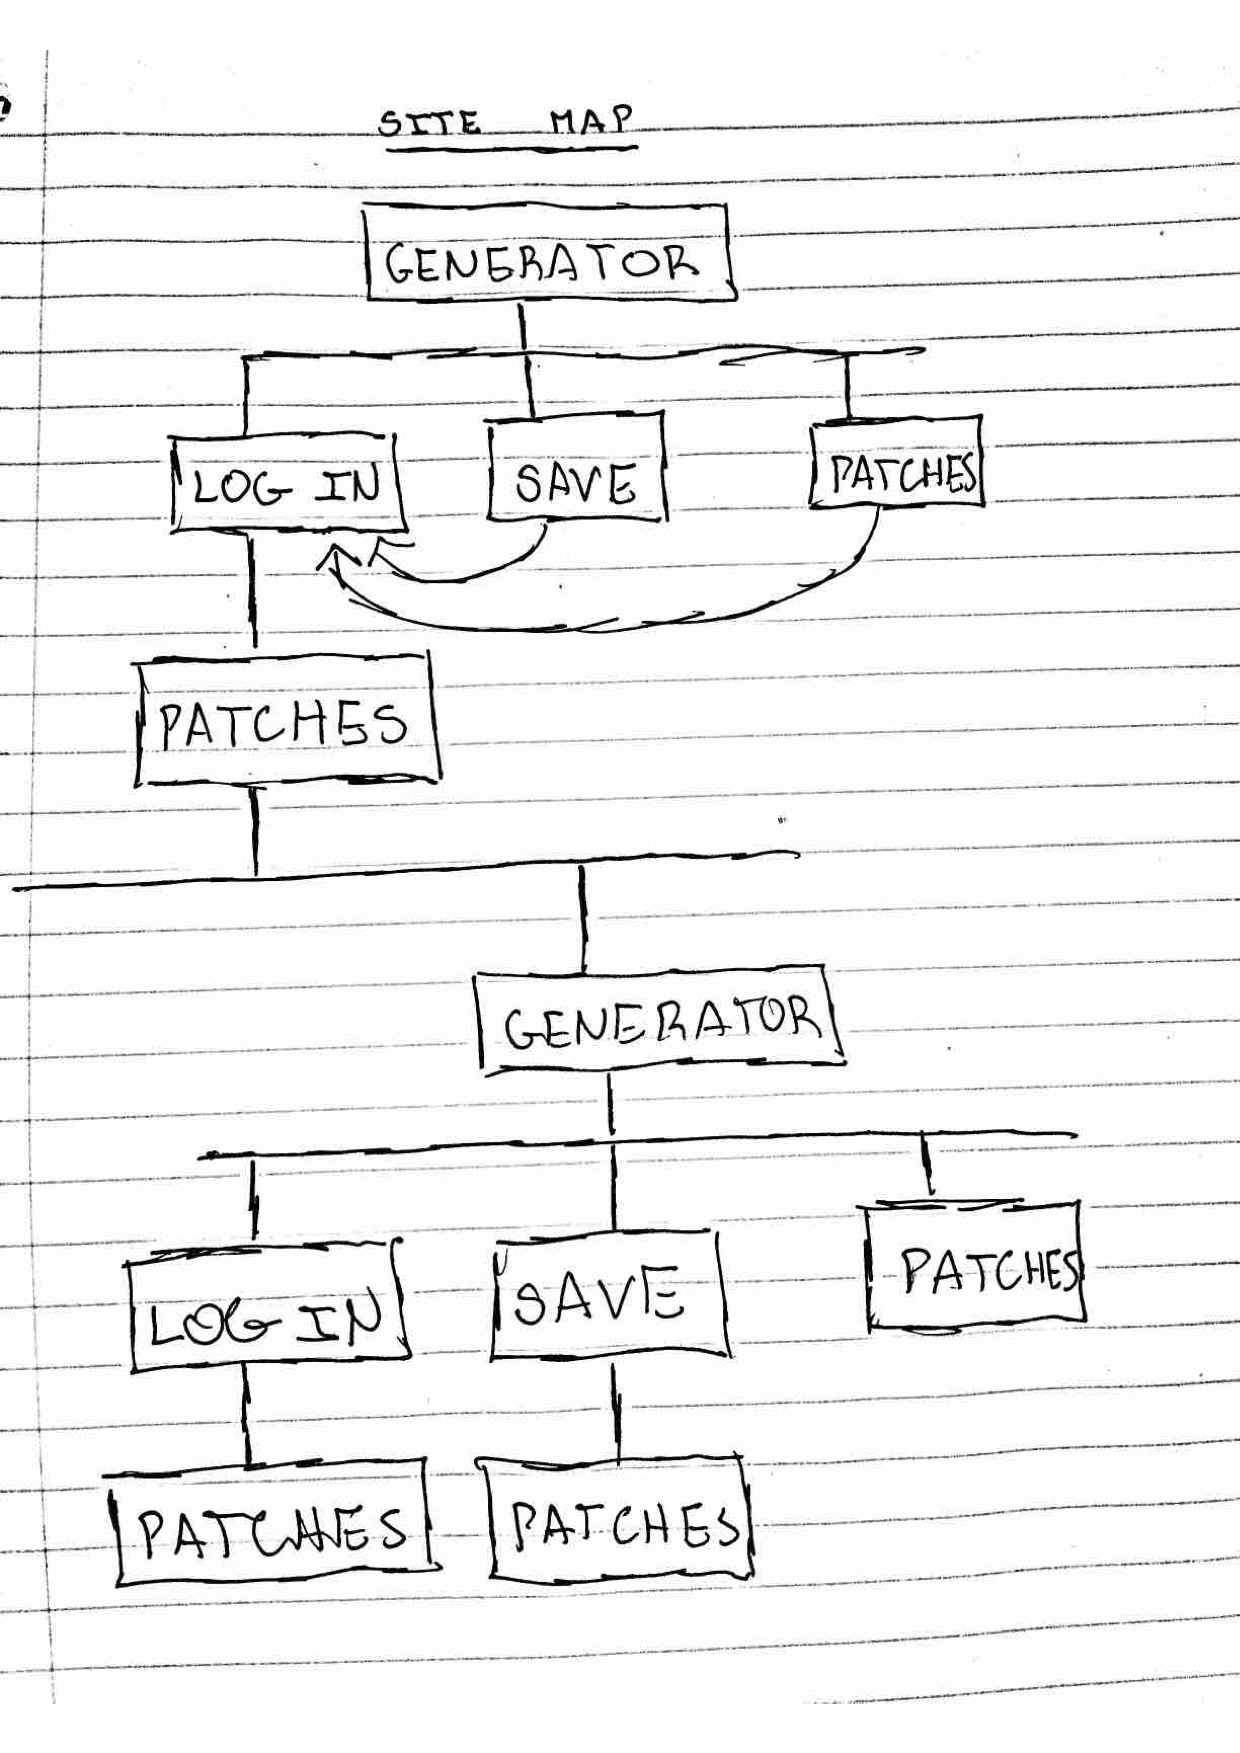 SITE MAP
GENERATOR
LOG IN SAVE PATCHES
PATCHES
GENERATOR
LOG IN SAVE PATCHES
PATCHES PATCHES